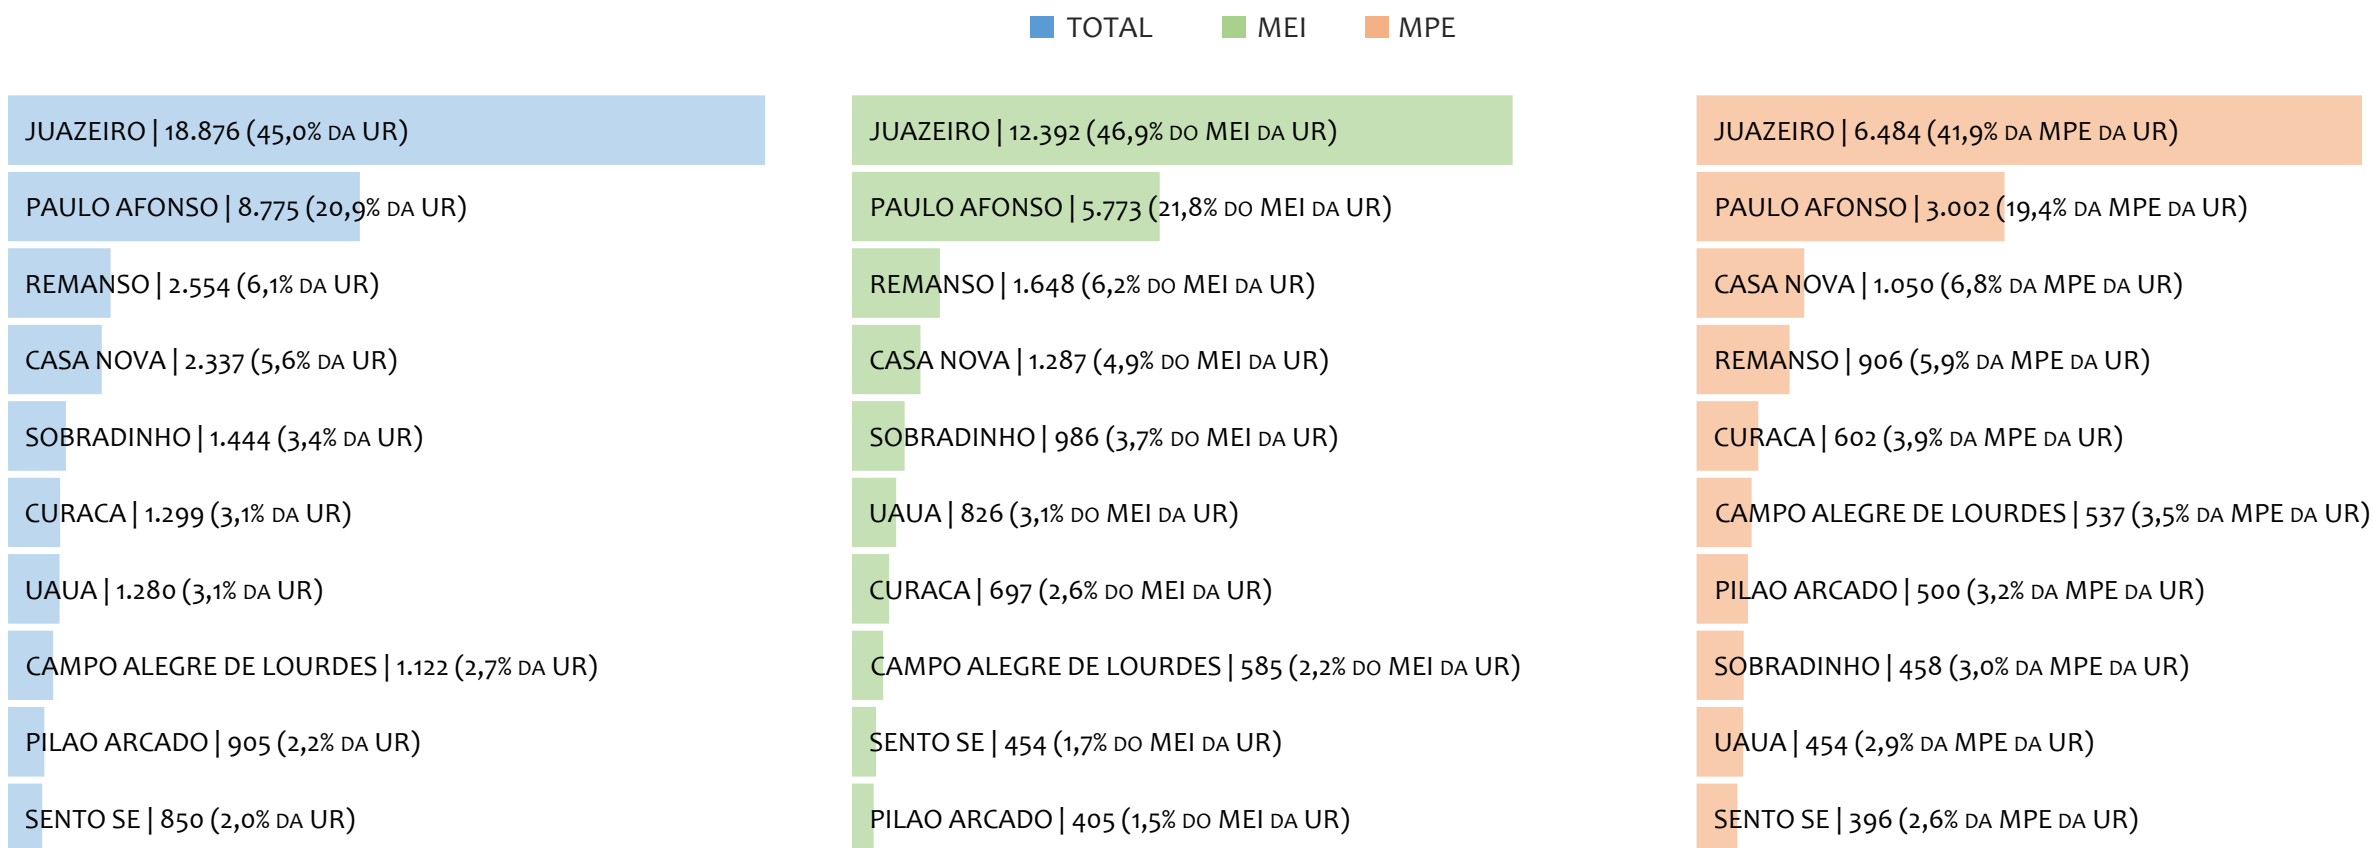 TOTAL MEI MPE
JUAZEIRO | 18.876 (45,0% DA UR)
PAULO AFONSO | 8.775 (20,9% DA UR)
REMANSO | 2.554 (6,1% DA UR)
CASA NOVA | 2.337 (5,6% DA UR)
SOBRADINHO | 1.444 (3,4% DA UR)
CURACA | 1.299 (3,1% DA UR)
UAUA | 1.280 (3,1% DA UR)
CAMPO ALEGRE DE LOURDES | 1.122 (2,7% DA UR)
PILAO ARCADO | 905 (2,2% DA UR)
SENTO SE | 850 (2,0% DA UR)
JUAZEIRO | 12.392 (46,9% DO MEI DA UR)
PAULO AFONSO | 5.773 (21,8% DO MEI DA UR)
REMANSO | 1.648 (6,2% DO MEI DA UR)
CASA NOVA | 1.287 (4,9% DO MEI DA UR)
SOBRADINHO | 986 (3,7% DO MEI DA UR)
UAUA | 826 (3,1% DO MEI DA UR)
CURACA | 697 (2,6% DO MEI DA UR)
CAMPO ALEGRE DE LOURDES | 585 (2,2% DO MEI DA UR)
SENTO SE | 454 (1,7% DO MEI DA UR)
PILAO ARCADO | 405 (1,5% DO MEI DA UR)
JUAZEIRO | 6.484 (41,9% DA MPE DA UR)
PAULO AFONSO | 3.002 (19,4% DA MPE DA UR)
CASA NOVA | 1.050 (6,8% DA MPE DA UR)
REMANSO | 906 (5,9% DA MPE DA UR)
CURACA | 602 (3,9% DA MPE DA UR)
CAMPO ALEGRE DE LOURDES | 537 (3,5% DA MPE DA UR)
PILAO ARCADO | 500 (3,2% DA MPE DA UR)
SOBRADINHO | 458 (3,0% DA MPE DA UR)
UAUA | 454 (2,9% DA MPE DA UR)
SENTO SE | 396 (2,6% DA MPE DA UR)